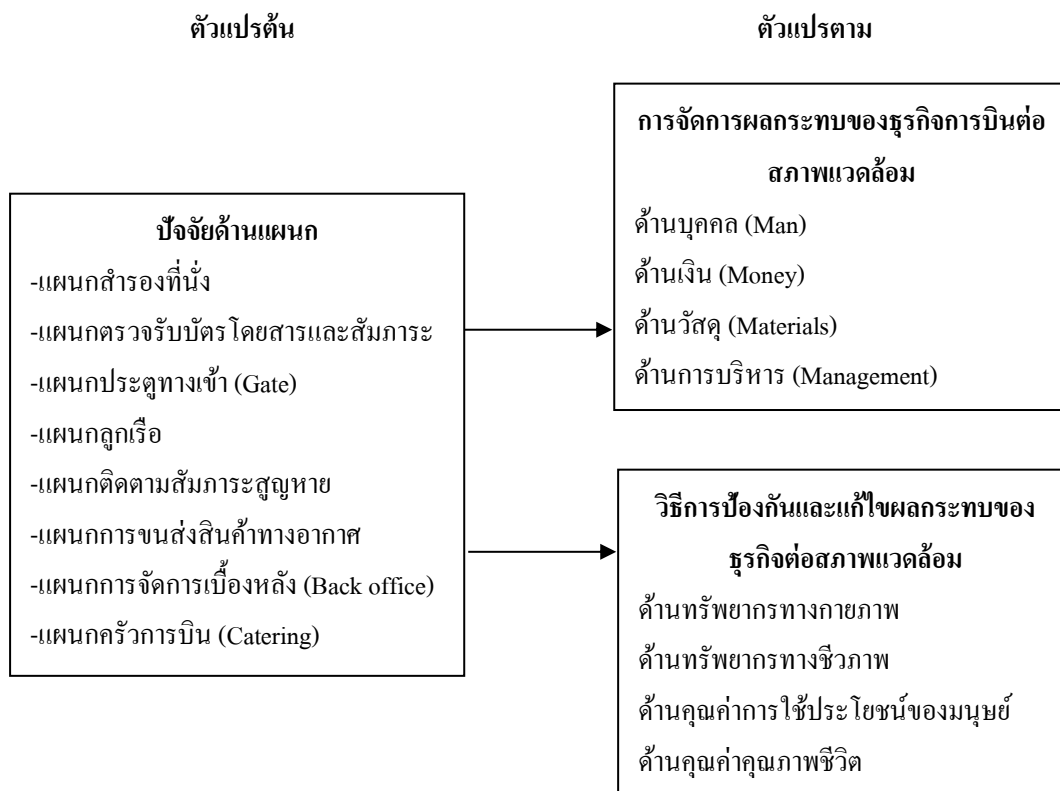 ตัวแปรต้น
ตัวแปรตาม
ปัจจัยด้านแผนก
-แผนกสำรองที่นั่ง
-แผนกตรวจรับบัตรโดยสารและสัมภาระ
-แผนกประตูทางเข้า (Gate)
-แผนกลูกเรือ
-แผนกติดตามสัมภาระสูญหาย
-แผนกการขนส่งสินค้าทางอากาศ
-แผนกการจัดการเบื้องหลัง (Back office)
-แผนกครัวการบิน (Catering)
การจัดการผลกระทบของธุรกิจการบินต่อ
สภาพแวดล้อม
ด้านบุคคล (Man)
ด้านเงิน (Money)
ด้านวัสดุ (Materials)
ด้านการบริหาร (Management)
วิธีการป้องกันและแก้ไขผลกระทบของ
ธุรกิจต่อสภาพแวดล้อม
ด้านทรัพยากรทางกายภาพ
ด้านทรัพยากรทางชีวภาพ
ด้านคุณค่าการใช้ประโยชน์ของมนุษย์
ด้านคุณค่าคุณภาพชีวิต